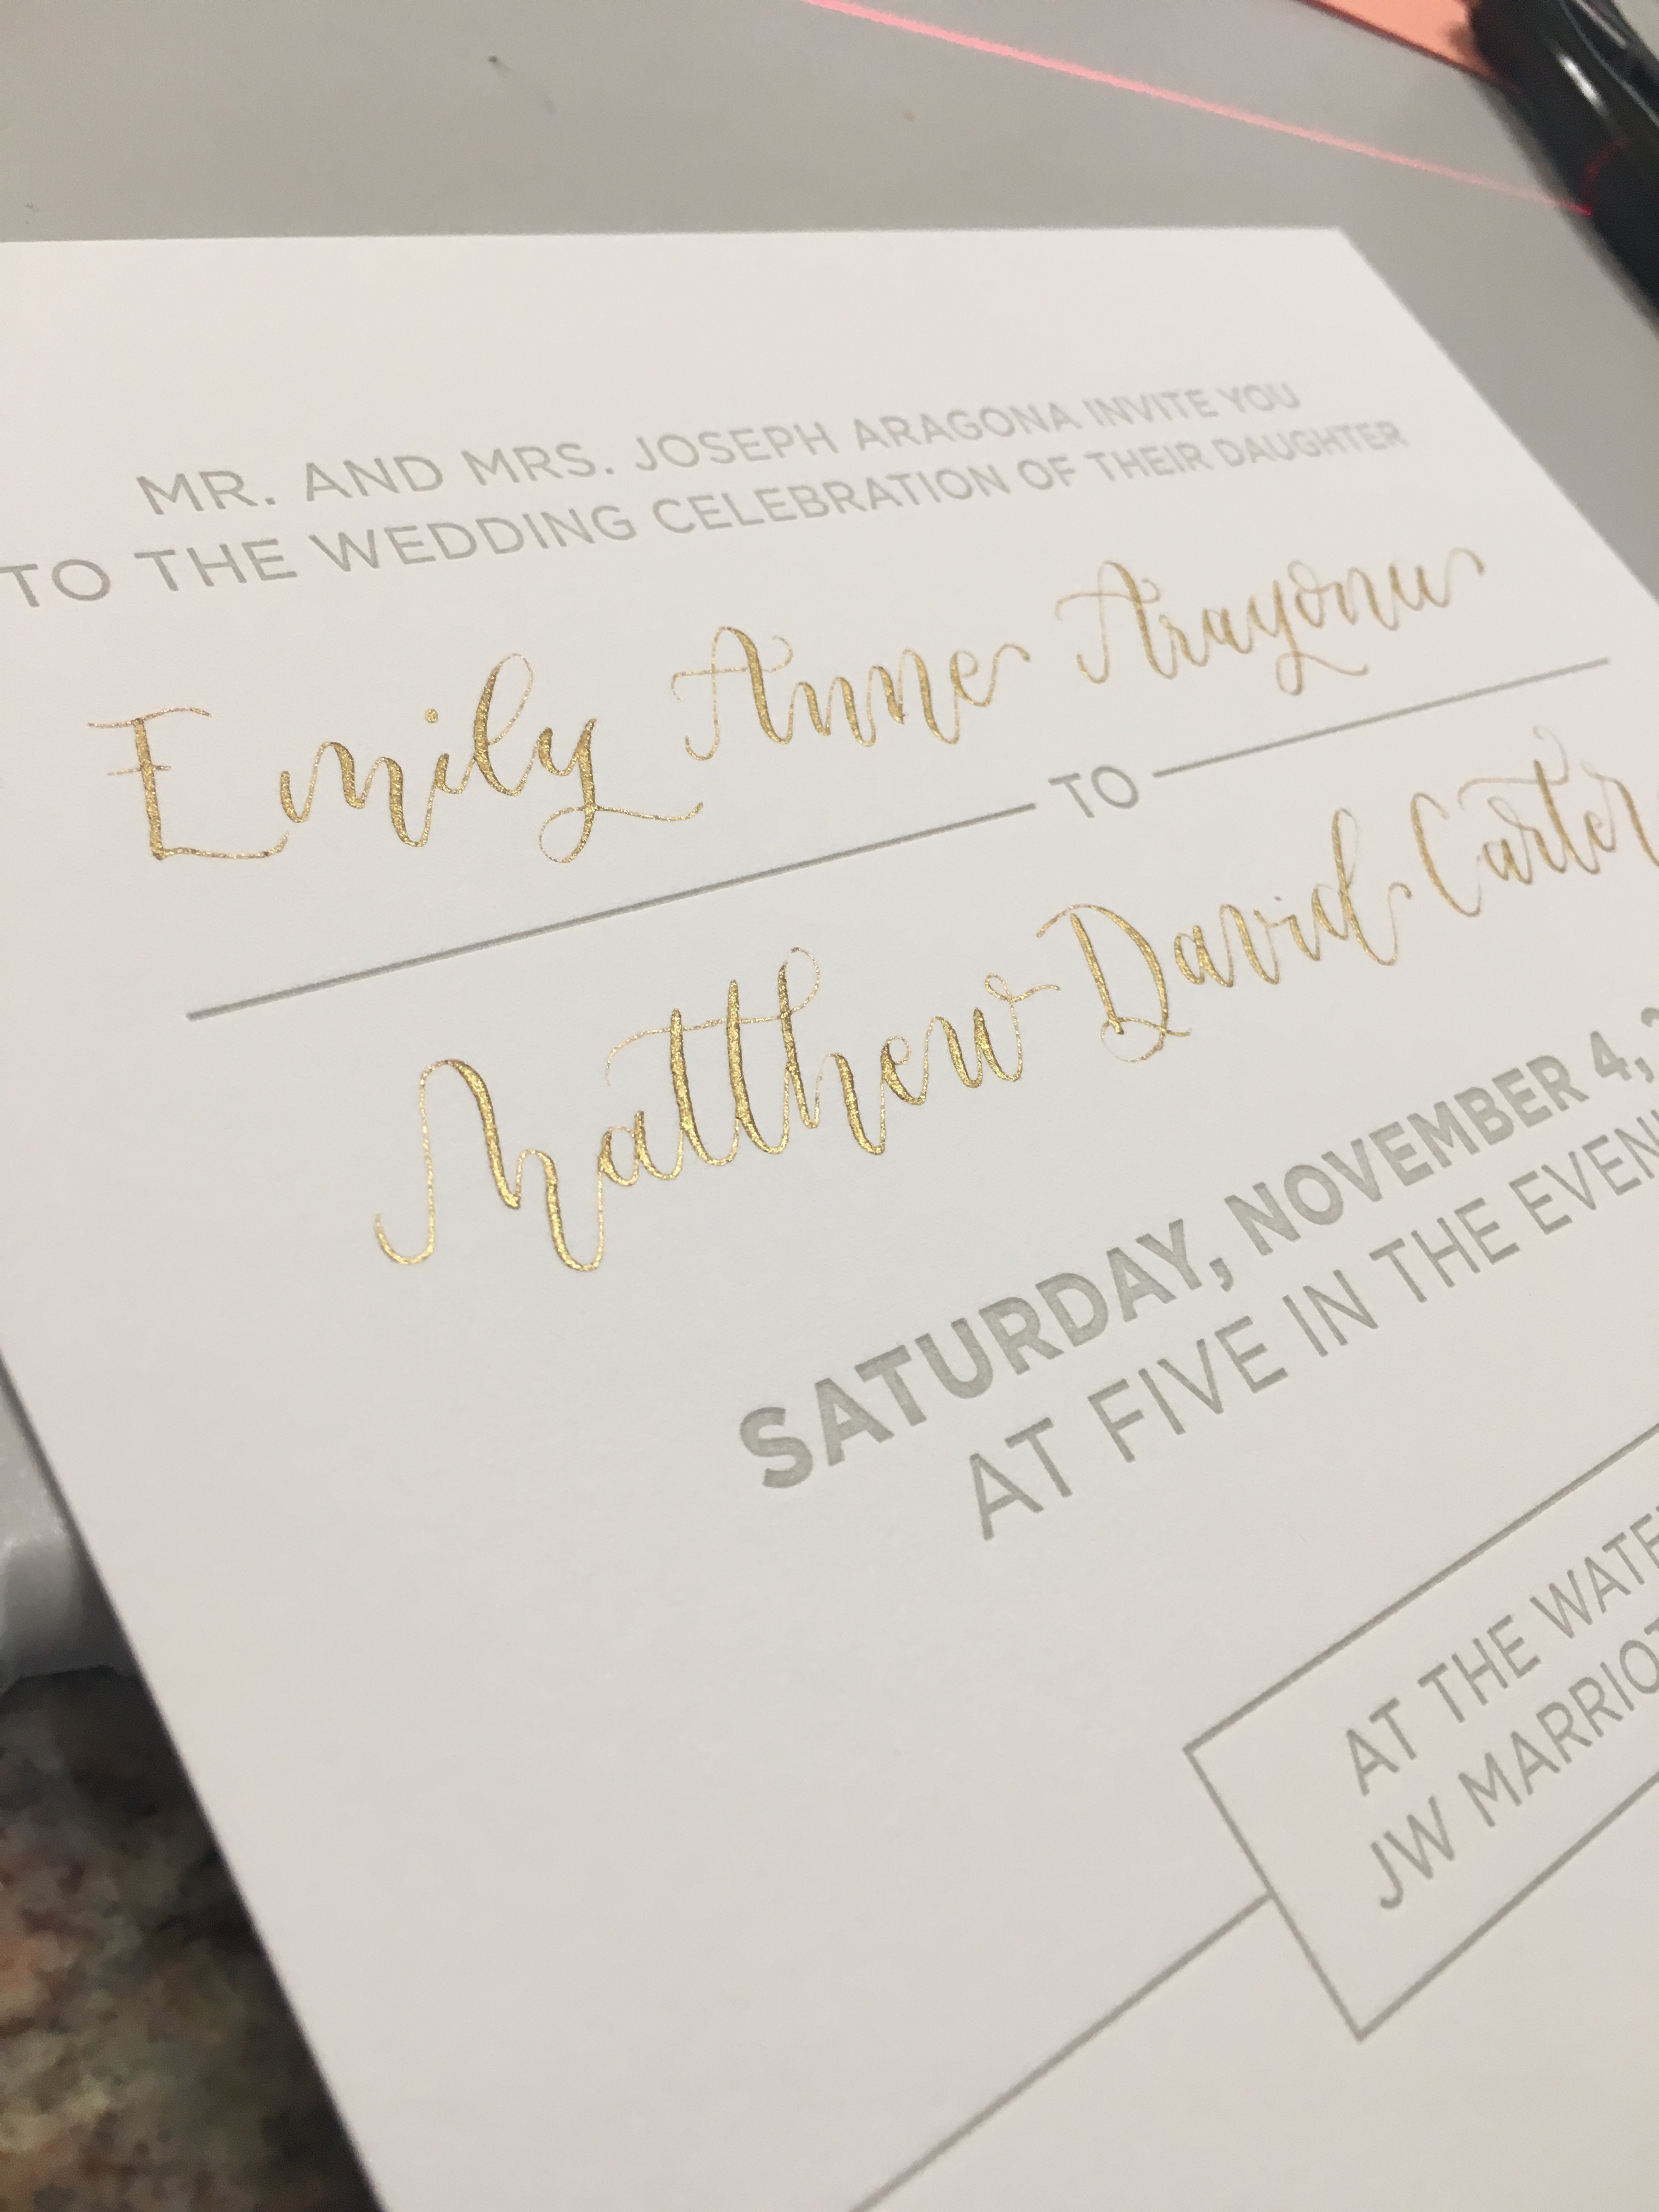 MR. AND MRS. JOSEPH ARAGONA INVITE YOU
TO THE WEDDING CELEBRATION OF THEIR DAUGHTER
Emily Anne Aragona
TO
Matthew David Carter
SATURDAY, NOVEMBER 4,
AT FIVE IN THE
AT THE
JW